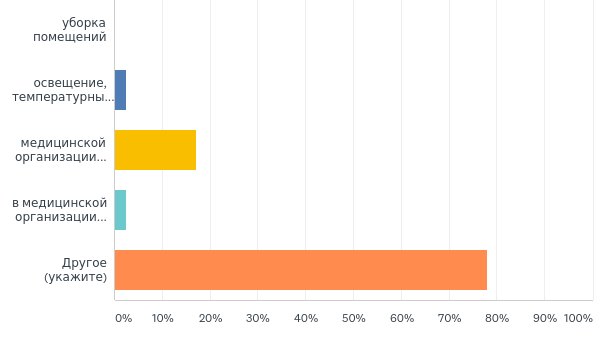 уборка
помещений
освещение,
температурны...
медицинской
организации...
в медицинской
организации...
Другое
(укажите)
0% 10% 20% 30% 40% 50% 60% 70% 80% 90% 100%